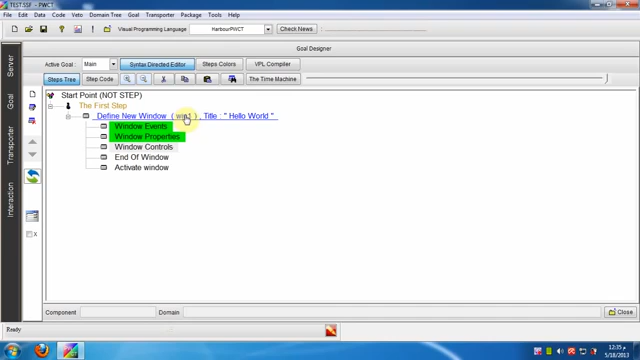 TEST.SSF - PWCT
File Edit Data Code Veto Domain Tree Goal Transporter Package Tools Help
Visual Programming Language HarbourPWCT Check News
Goal Designer
Active Goal : Main Syntax Directed Editor Steps Colors VPL Compiler
Steps Tree Step Code The Time Machine
Start Point (NOT STEP)
The First Step
Define New Window ( win1 ) , Title : " Hello World "
Window Events
Window Properties
Window Controls
End Of Window
Activate window
Server
Goal
Transporter
Interaction
X
Component Domain Close
Ready
12:35 م
5/18/2013